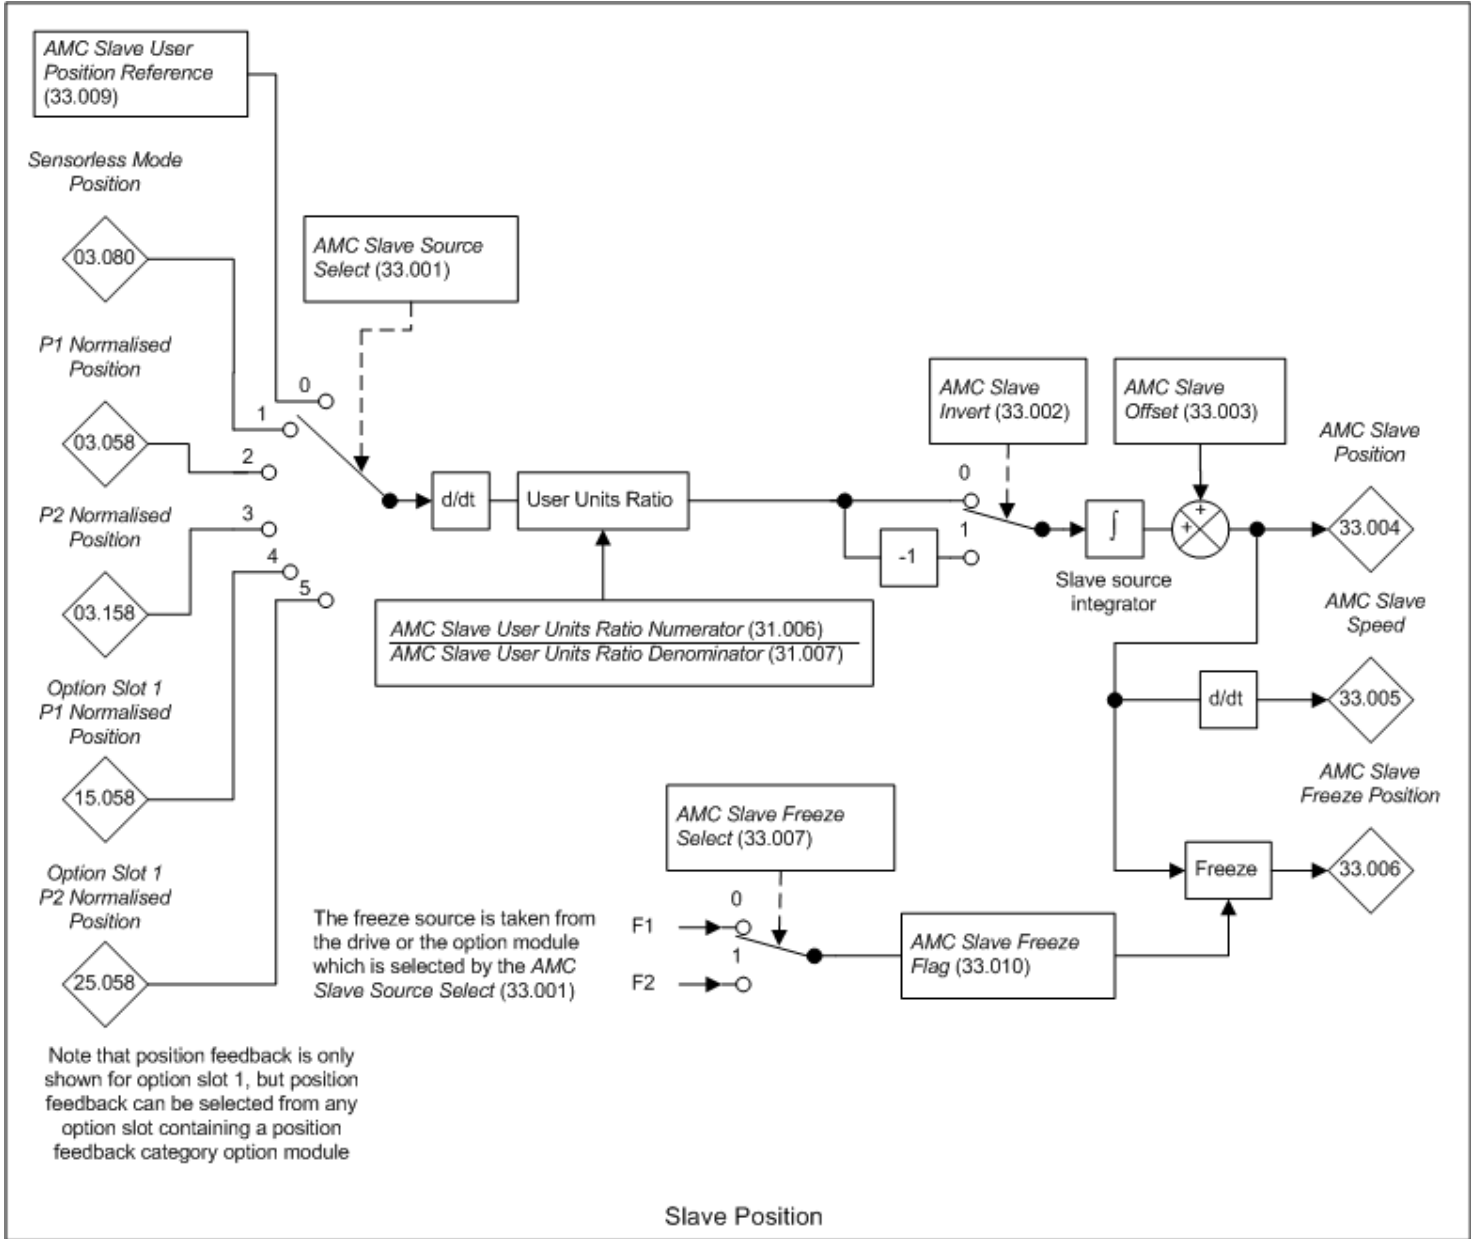 AMC Slave User
Position Reference
(33.009)
Sensorless Mode
Position
03.080
AMC Slave Source
Select (33.001)
P1 Normalised
Position
03.058
0
1
2
P2 Normalised
Position
3
4
5
03.158
d/dt
User Units Ratio
AMC Slave User Units Ratio Numerator (31.006)
AMC Slave User Units Ratio Denominator (31.007)
AMC Slave
Invert (33.002)
0
1
-1
∫
Slave source
integrator
AMC Slave
Offset (33.003)
+
+
AMC Slave
Position
33.004
AMC Slave
Speed
d/dt
33.005
AMC Slave
Freeze Position
Freeze
33.006
Option Slot 1
P1 Normalised
Position
15.058
Option Slot 1
P2 Normalised
Position
25.058
AMC Slave Freeze
Select (33.007)
The freeze source is taken from
the drive or the option module
which is selected by the AMC
Slave Source Select (33.001)
F1
0
1
F2
AMC Slave Freeze
Flag (33.010)
Note that position feedback is only
shown for option slot 1, but position
feedback can be selected from any
option slot containing a position
feedback category option module
Slave Position